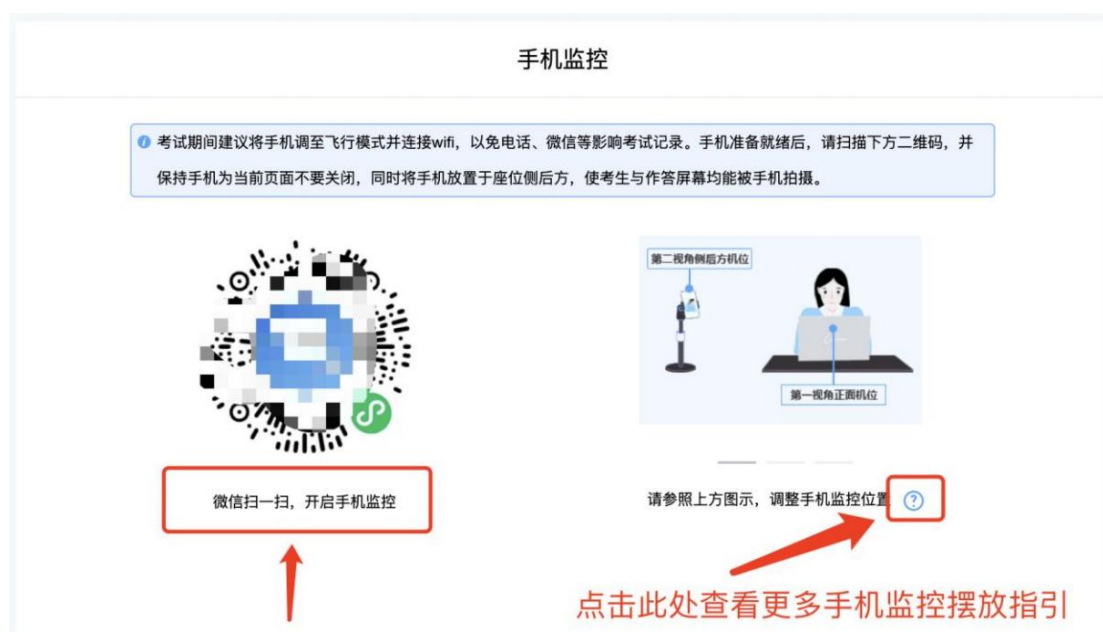 手机监控
考试期间建议将手机调至飞行模式并连接wifi，以免电话、微信等影响考试记录。手机准备就绪后，请扫描下方二维码，并
保持手机为当前页面不要关闭，同时将手机放置于座位侧后方，使考生与作答屏幕均能被手机拍摄。
第二视角侧后方机位
第一视角正面机位
微信扫一扫，开启手机监控
请参照上方图示，调整手机监控位置
点击此处查看更多手机监控摆放指引